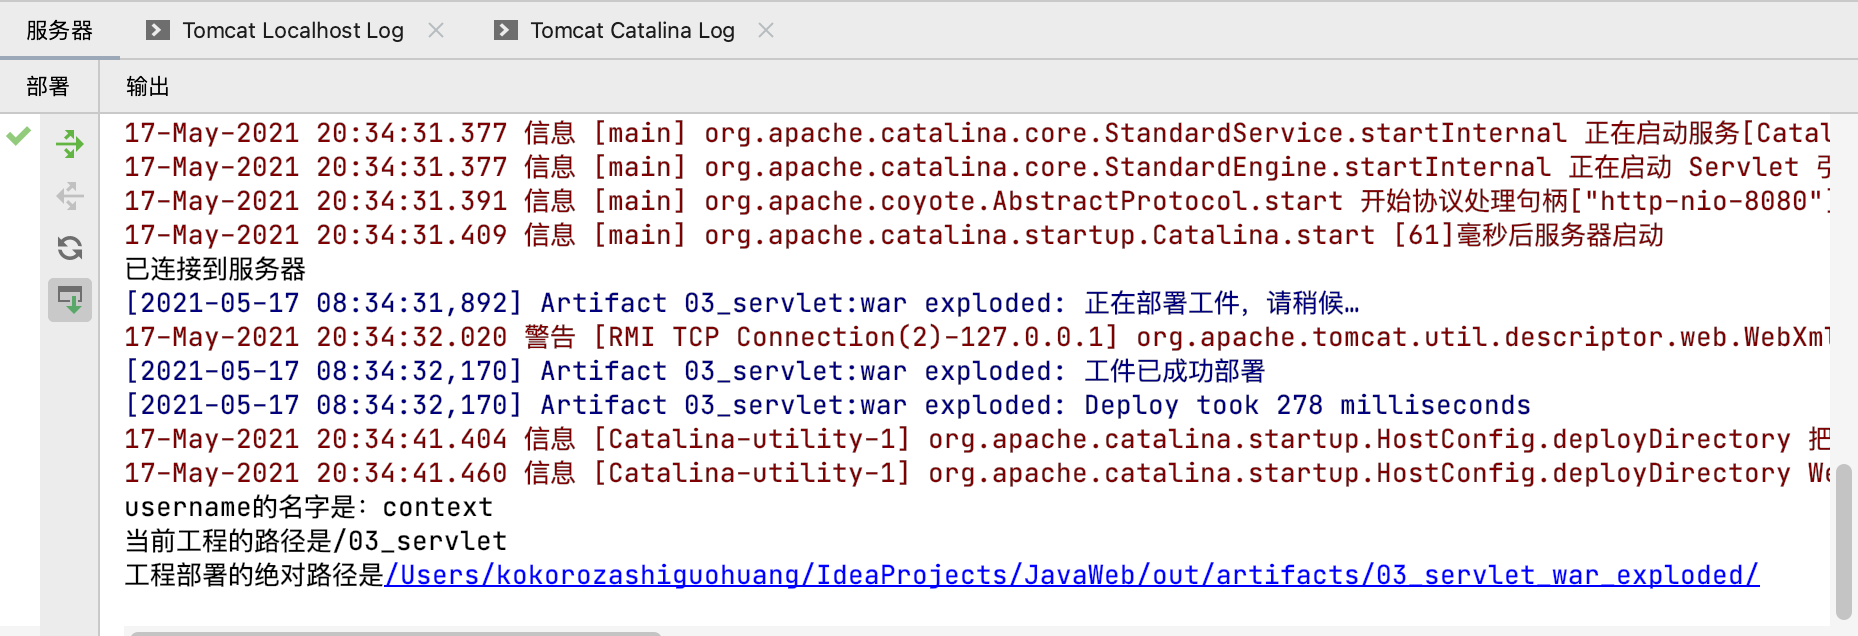 服务器 Tomcat Localhost Log Tomcat Catalina Log
部署 输出
17-May-2021 20:34:31.377 信息 [main] org.apache.catalina.core.StandardService.startInternal 正在启动服务[Catal
17-May-2021 20:34:31.377 信息 [main] org.apache.catalina.core.StandardEngine.startInternal 正在启动 Servlet 引
17-May-2021 20:34:31.391 信息 [main] org.apache.coyote.AbstractProtocol.start 开始协议处理句柄["http-nio-8080"]
17-May-2021 20:34:31.409 信息 [main] org.apache.catalina.startup.Catalina.start [61]毫秒后服务器启动
已连接到服务器
[2021-05-17 08:34:31,892] Artifact 03_servlet:war exploded: 正在部署工件，请稍候…
17-May-2021 20:34:32.020 警告 [RMI TCP Connection(2)-127.0.0.1] org.apache.tomcat.util.descriptor.web.WebXml
[2021-05-17 08:34:32,170] Artifact 03_servlet:war exploded: 工件已成功部署
[2021-05-17 08:34:32,170] Artifact 03_servlet:war exploded: Deploy took 278 milliseconds
17-May-2021 20:34:41.404 信息 [Catalina-utility-1] org.apache.catalina.startup.HostConfig.deployDirectory 把
17-May-2021 20:34:41.460 信息 [Catalina-utility-1] org.apache.catalina.startup.HostConfig.deployDirectory We
username的名字是：context
当前工程的路径是/03_servlet
工程部署的绝对路径是/Users/kokorozashiguohuang/IdeaProjects/JavaWeb/out/artifacts/03_servlet_war_exploded/